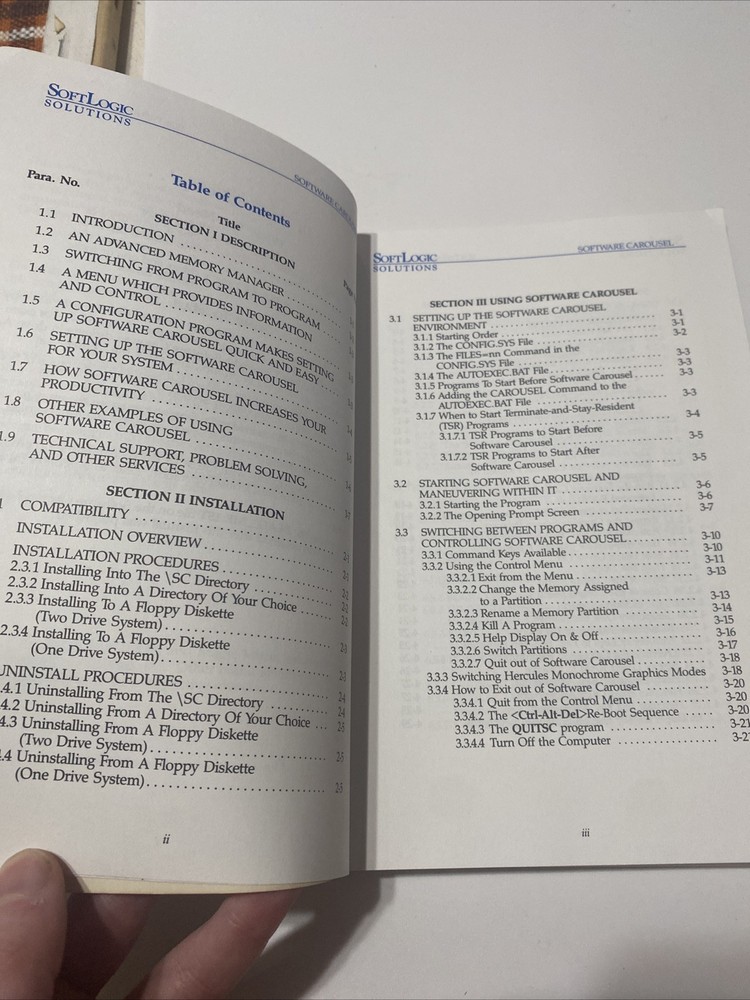 SOFTLOGIC
SOLUTIONS
SOFTWARE
Table of Contents
Para. No.
Title
SECTION I DESCRIPTION
1.1 INTRODUCTION
1.2 AN ADVANCED MEMORY MANAGER
1.3 SWITCHING FROM PROGRAM TO PROGRAM
1.4 A MENU WHICH PROVIDES INFORMATION
AND CONTROL
1.5 A CONFIGURATION PROGRAM MAKES SETTING
UP SOFTWARE CAROUSEL QUICK AND EASY
1.6 SETTING UP THE SOFTWARE CAROUSEL
FOR YOUR SYSTEM
1.7 HOW SOFTWARE CAROUSEL INCREASES YOUR
PRODUCTIVITY
1.8 OTHER EXAMPLES OF USING
SOFTWARE CAROUSEL
1.9 TECHNICAL SUPPORT, PROBLEM SOLVING,
AND OTHER SERVICES
SECTION II INSTALLATION
COMPATIBILITY
INSTALLATION OVERVIEW
INSTALLATION PROCEDURES
2.3.1 Installing Into The \SC Directory
2.3.2 Installing Into A Directory Of Your Choice
2.3.3 Installing To A Floppy Diskette
(Two Drive System)
2.3.4 Installing To A Floppy Diskette
(One Drive System)
UNINSTALL PROCEDURES
.4.1 Uninstalling From The \SC Directory
.4.2 Uninstalling From A Directory Of Your Choice
.4.3 Uninstalling From A Floppy Diskette
(Two Drive System)
.4 Uninstalling From A Floppy Diskette
(One Drive System)
ii
SOFTLOGIC
SOLUTIONS
SOFTWARE CAROUSEL
SECTION III USING SOFTWARE CAROUSEL
3.1 SETTING UP THE SOFTWARE CAROUSEL
ENVIRONMENT 3-1
3.1.1 Starting Order 3-1
3.1.2 The CONFIG.SYS File 3-2
3.1.3 The FILES=nn Command in the
CONFIG.SYS File 3-3
3.1.4 The AUTOEXEC.BAT File 3-3
3.1.5 Programs To Start Before Software Carousel 3-3
3.1.6 Adding the CAROUSEL Command to the
AUTOEXEC.BAT File 3-3
3.1.7 When to Start Terminate-and-Stay-Resident
(TSR) Programs 3-4
3.1.7.1 TSR Programs to Start Before
Software Carousel 3-5
3.1.7.2 TSR Programs to Start After
Software Carousel 3-5
3.2 STARTING SOFTWARE CAROUSEL AND
MANEUVERING WITHIN IT 3-6
3.2.1 Starting the Program 3-6
3.2.2 The Opening Prompt Screen 3-7
3.3 SWITCHING BETWEEN PROGRAMS AND
CONTROLLING SOFTWARE CAROUSEL 3-10
3.3.1 Command Keys Available 3-10
3.3.2 Using the Control Menu 3-11
3.3.2.1 Exit from the Menu 3-13
3.3.2.2 Change the Memory Assigned
to a Partition 3-13
3.3.2.3 Rename a Memory Partition 3-14
3.3.2.4 Kill A Program 3-15
3.3.2.5 Help Display On & Off 3-16
3.3.2.6 Switch Partitions 3-17
3.3.2.7 Quit out of Software Carousel 3-18
3.3.3 Switching Hercules Monochrome Graphics Modes 3-18
3.3.4 How to Exit out of Software Carousel 3-20
3.3.4.1 Quit from the Control Menu 3-20
3.3.4.2 The <Ctrl-Alt-Del>Re-Boot Sequence 3-20
3.3.4.3 The QUITSC program 3-21
3.3.4.4 Turn Off the Computer 3-2
iii